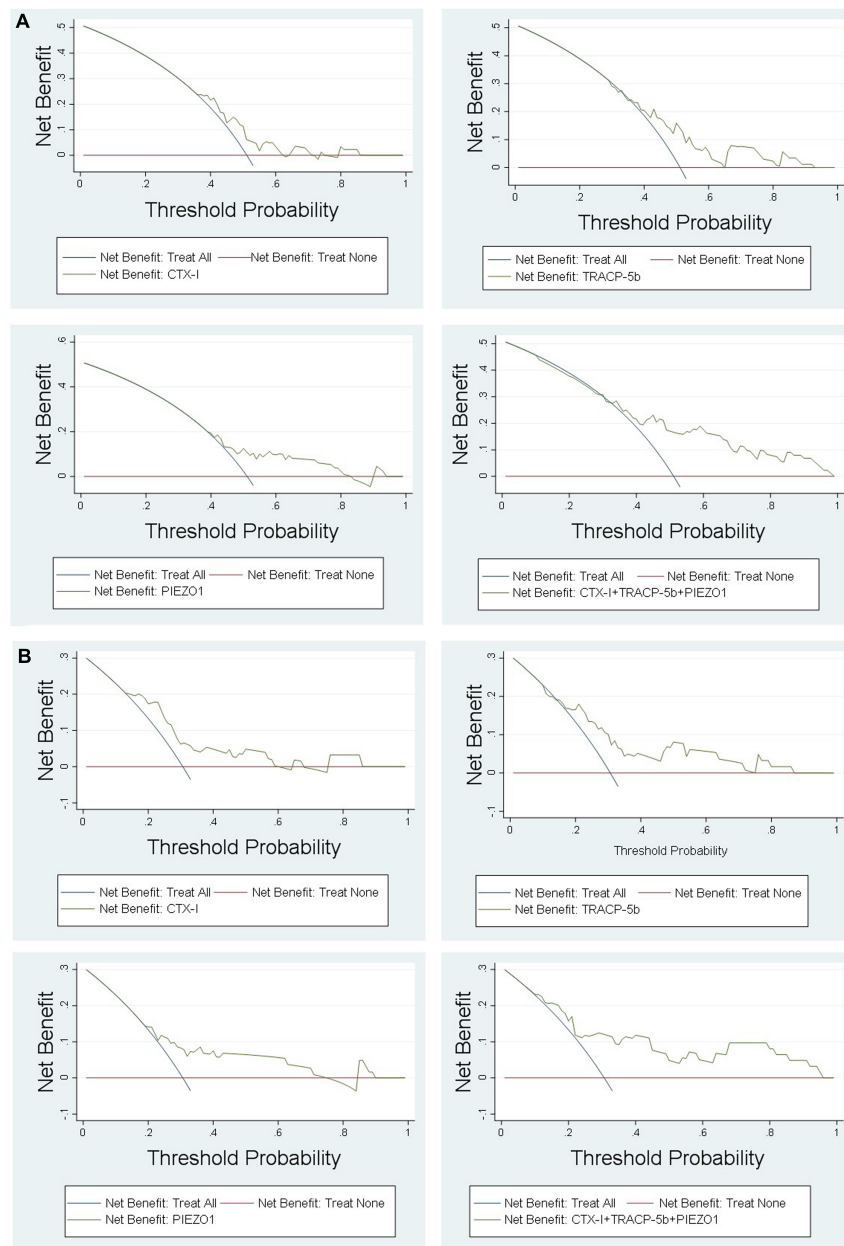 A
Net Benefit
.5
.4
.3
.2
.1
0
0 .2 .4 .6 .8 1
Threshold Probability
Net Benefit: Treat All Net Benefit: Treat None
Net Benefit: CTX-I
Net Benefit
.5
.4
.3
.2
.1
0
0 .2 .4 .6 .8 1
Threshold Probability
Net Benefit: Treat All Net Benefit: Treat None
Net Benefit: TRACP-5b
Net Benefit
.6
.4
.2
0
0 .2 .4 .6 .8 1
Threshold Probability
Net Benefit: Treat All Net Benefit: Treat None
Net Benefit: PIEZO1
Net Benefit
.5
.4
.3
.2
.1
0
0 .2 .4 .6 .8 1
Threshold Probability
Net Benefit: Treat All Net Benefit: Treat None
Net Benefit: CTX-I+TRACP-5b+PIEZO1
B
Net Benefit
.3
.2
.1
0
-.1
0 .2 .4 .6 .8 1
Threshold Probability
Net Benefit: Treat All Net Benefit: Treat None
Net Benefit: CTX-I
Net Benefit
.3
.2
.1
0
-.1
0 .2 .4 .6 .8 1
Threshold Probability
Net Benefit: Treat All Net Benefit: Treat None
Net Benefit: TRACP-5b
Net Benefit
.3
.2
.1
0
-.1
0 .2 .4 .6 .8 1
Threshold Probability
Net Benefit: Treat All Net Benefit: Treat None
Net Benefit: PIEZO1
Net Benefit
.3
.2
.1
0
-.1
0 .2 .4 .6 .8 1
Threshold Probability
Net Benefit: Treat All Net Benefit: Treat None
Net Benefit: CTX-I+TRACP-5b+PIEZO1